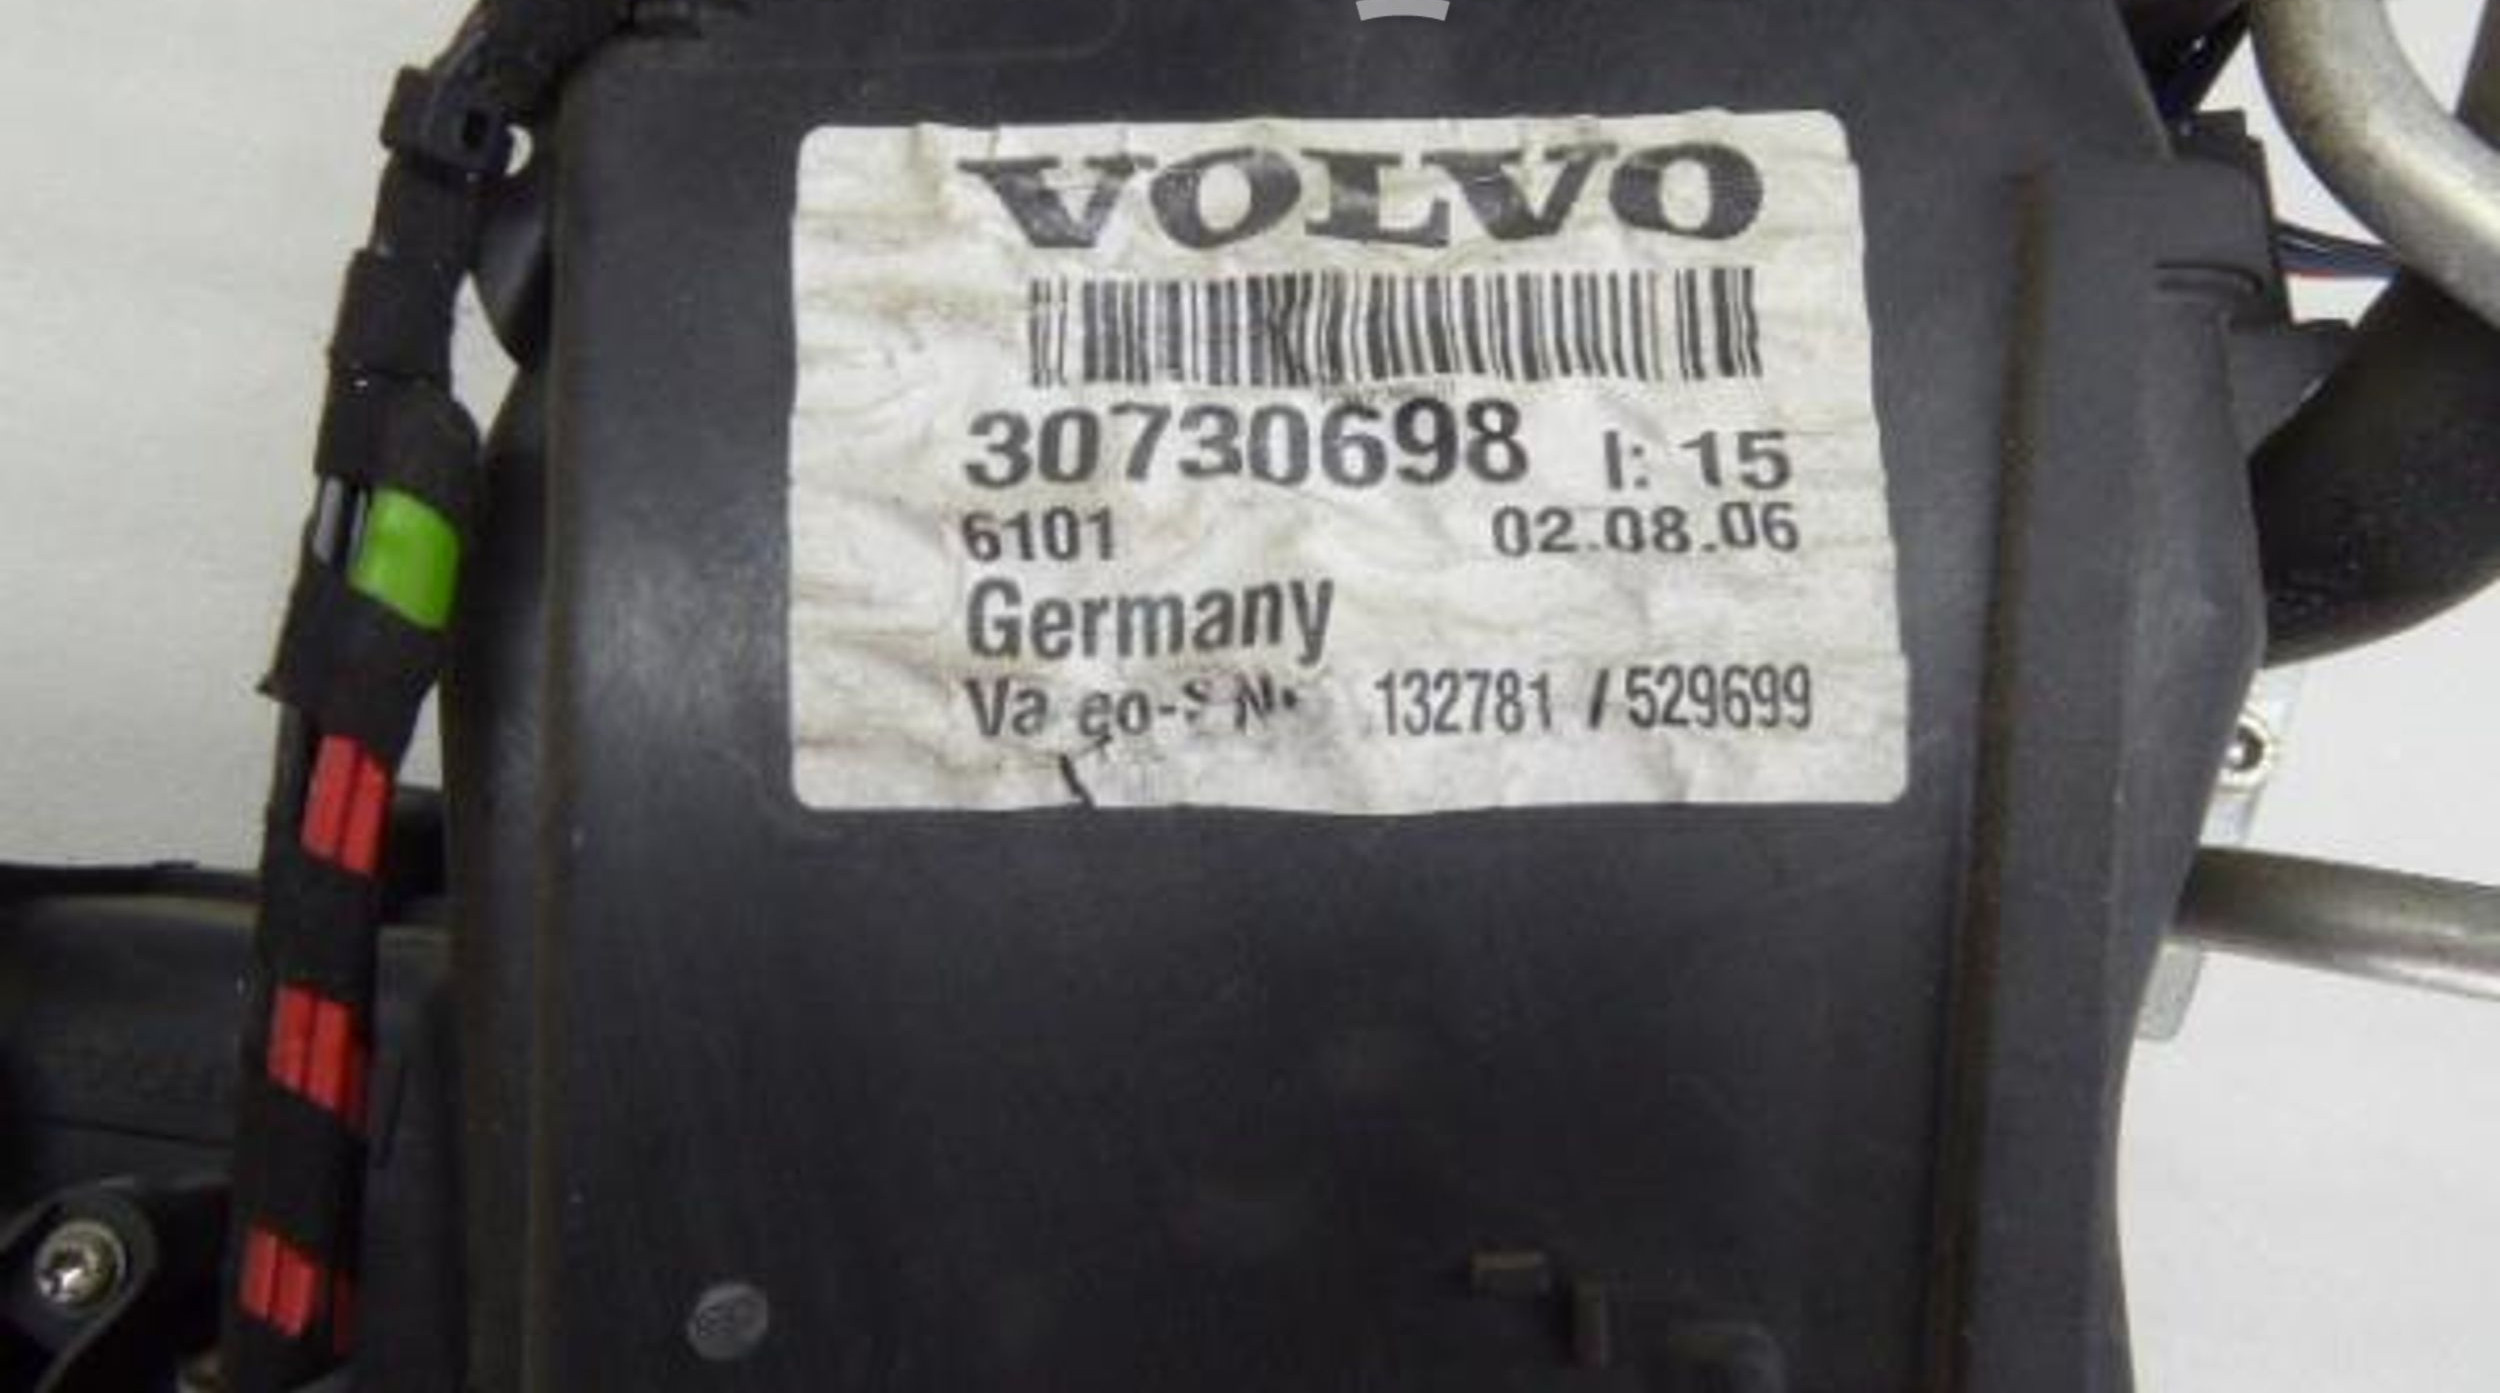 VOLVO
30730698 I: 15
6101 02.08.06
Germany
132781 / 529699